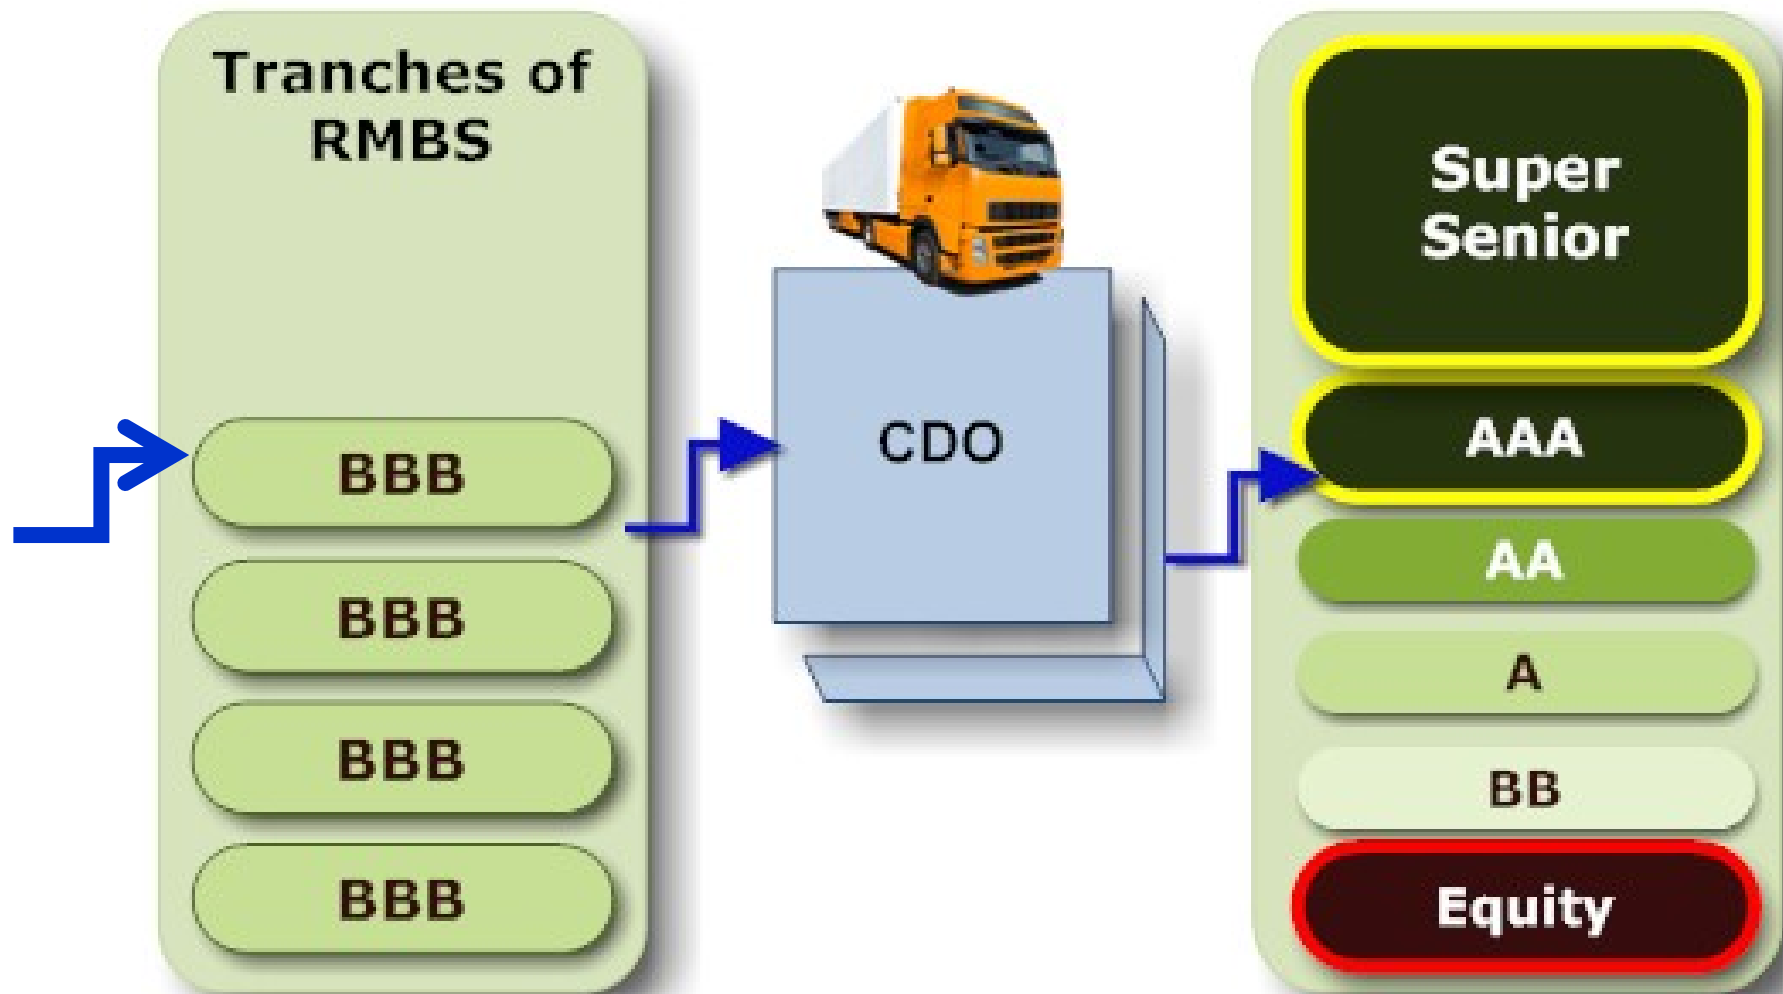 Tranches of
RMBS
BBB
BBB
BBB
BBB
CDO
Super
Senior
AAA
AA
A
BB
Equity